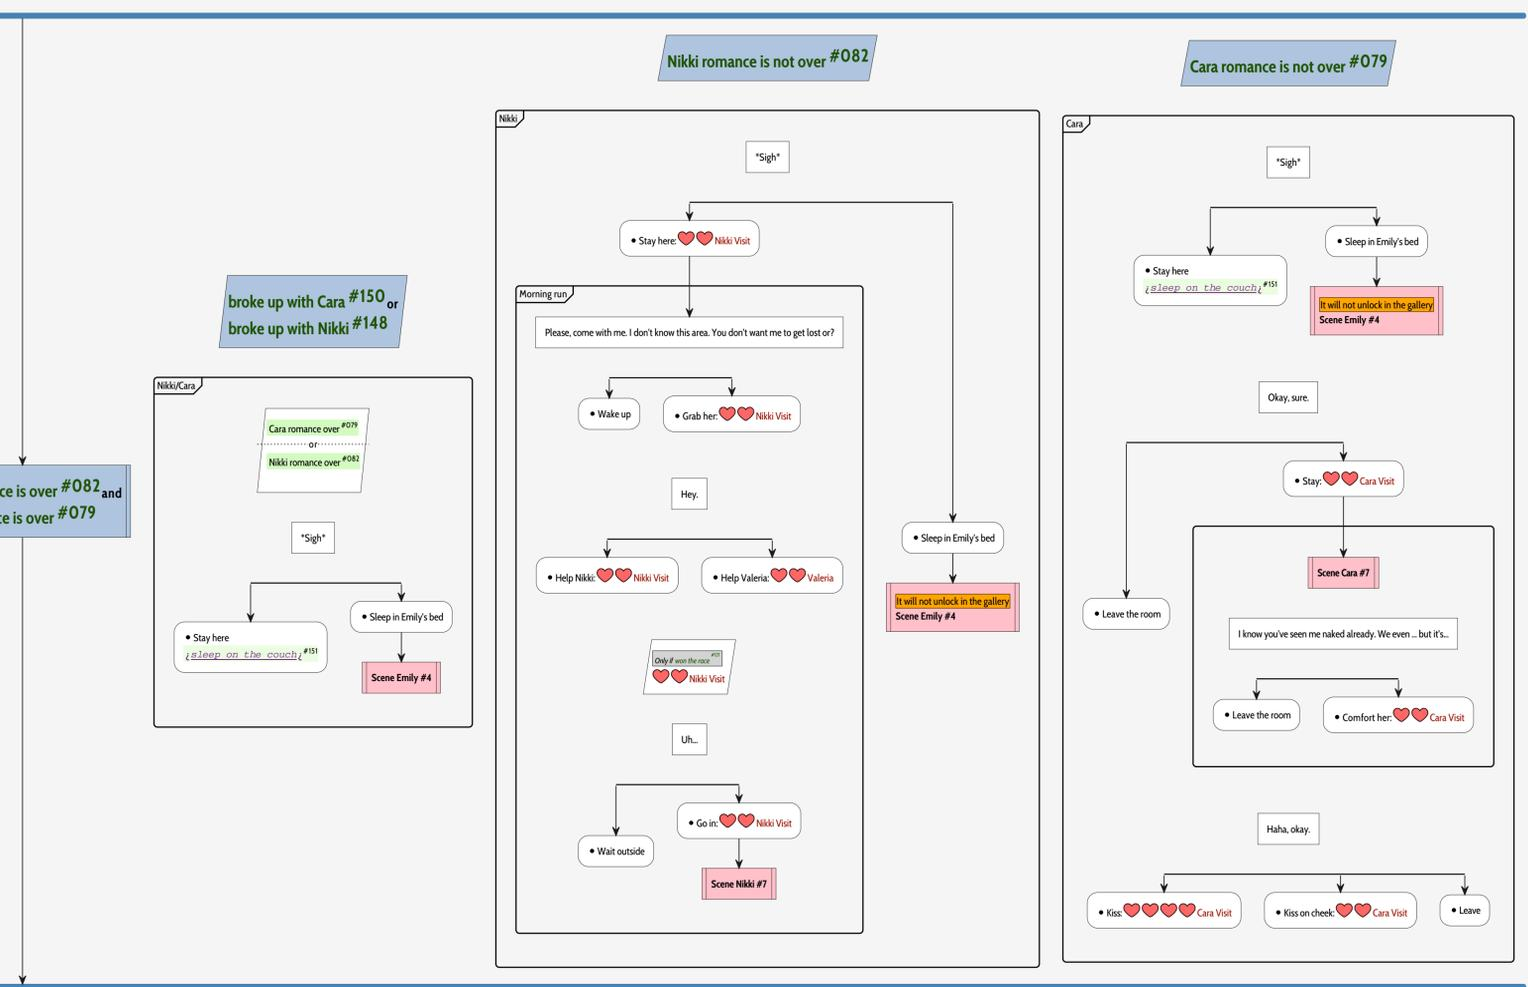 Nikki romance is not over #082
Cara romance is not over #079
broke up with Cara #150 or
broke up with Nikki #148
ce is over #082 and
te is over #079
Nikki/Cara
Cara romance over #079
or
Nikki romance over #082
*Sigh*
• Stay here
¿sleep on the couch¿ #151
• Sleep in Emily's bed
Scene Emily #4
Nikki
*Sigh*
• Stay here: Nikki Visit
Morning run
Please, come with me. I don't know this area. You don't want me to get lost or?
• Wake up
• Grab her: Nikki Visit
Hey.
• Help Nikki: Nikki Visit
• Help Valeria: Valeria
Only if won the race
Nikki Visit
Uh...
• Wait outside
• Go in: Nikki Visit
Scene Nikki #7
• Sleep in Emily's bed
It will not unlock in the gallery
Scene Emily #4
Cara
*Sigh*
• Stay here
¿sleep on the couch¿ #151
• Sleep in Emily's bed
It will not unlock in the gallery
Scene Emily #4
Okay, sure.
• Leave the room
• Stay: Cara Visit
Scene Cara #7
I know you've seen me naked already. We even ... but it's...
• Leave the room
• Comfort her: Cara Visit
Haha, okay.
• Kiss: Cara Visit
• Kiss on cheek: Cara Visit
• Leave